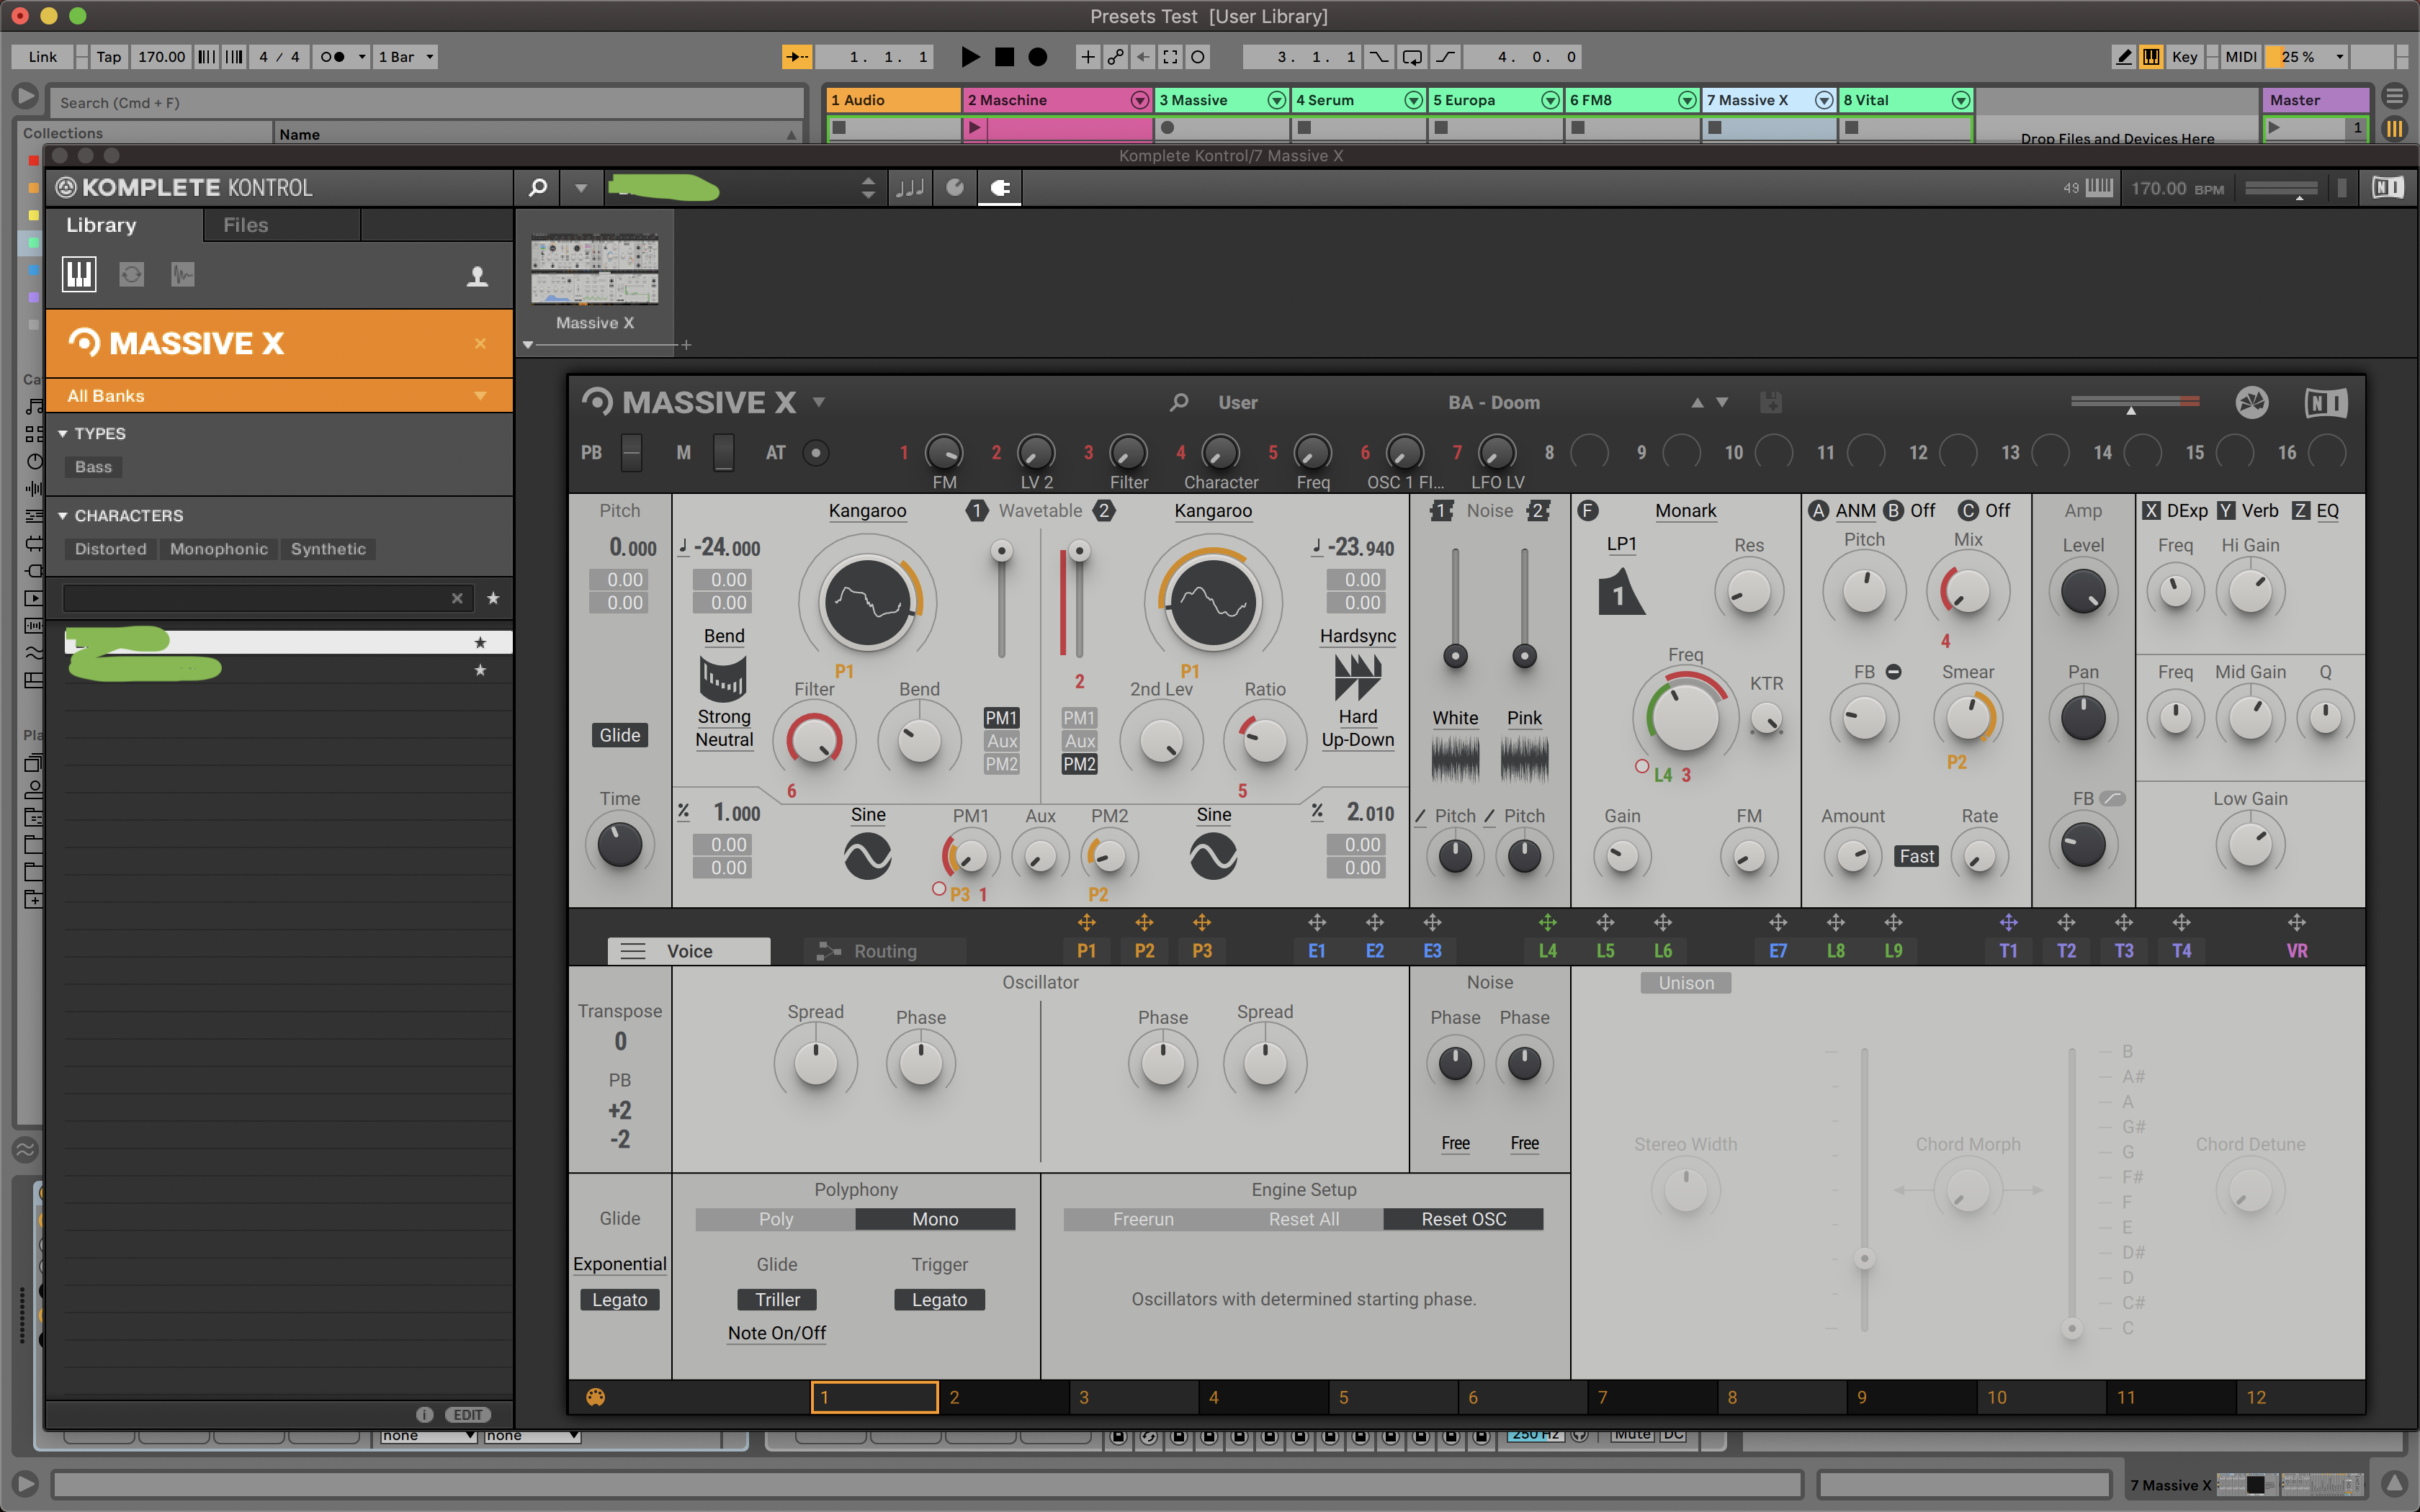 Presets Test [User Library]
Link Tap 170.00 4 / 4 1 Bar 1. 1. 1 3. 1. 1 4. 0. 0 Key MIDI 25 %
Search (Cmd + F)
1 Audio 2 Maschine 3 Massive 4 Serum 5 Europa 6 FM8 7 Massive X 8 Vital Master
Collections Name
1
Drop Files and Devices Here
Komplete Kontrol/7 Massive X
KOMPLETE KONTROL 49 170.00 BPM
Library Files
Massive X
MASSIVE X
All Banks
TYPES
Bass
CHARACTERS
Distorted Monophonic Synthetic
EDIT
MASSIVE X User BA - Doom
PB M AT 1 2 3 4 5 6 7 8 9 10 11 12 13 14 15 16
FM LV 2 Filter Character Freq OSC 1 FI... LFO LV
Pitch Kangaroo 1 Wavetable 2 Kangaroo 1 Noise 2 F Monark A ANM B Off C Off Amp X DExp Y Verb Z EQ
0.000 -24.000 -23.940 LP1 Res Pitch Mix Level Freq Hi Gain
0.00 0.00 0.00
0.00 0.00 0.00
1
Bend Hardsync 4
P1 P1 2 Freq FB Smear Pan Freq Mid Gain Q
Filter Bend 2nd Lev Ratio KTR
Strong PM1 PM1 Hard White Pink
Glide Neutral Aux Aux Up-Down
PM2 PM2 P2
L4 3
6 5
Time FB Low Gain
1.000 Sine PM1 Aux PM2 Sine 2.010 Pitch Pitch Gain FM Amount Rate
0.00 0.00
Fast
0.00 0.00
P3 1 P2
Voice Routing P1 P2 P3 E1 E2 E3 L4 L5 L6 E7 L8 L9 T1 T2 T3 T4 VR
Oscillator Noise Unison
Transpose Spread Phase Phase Spread Phase Phase
0
PB
+2
-2
Free Free
Stereo Width Chord Morph Chord Detune
B
A#
A
G#
G
F#
F
E
D#
D
C#
C
Polyphony Engine Setup
Glide Poly Mono Freerun Reset All Reset OSC
Exponential Glide Trigger
Legato Triller Legato Oscillators with determined starting phase.
Note On/Off
1 2 3 4 5 6 7 8 9 10 11 12
none none 250 Hz Mute DC
7 Massive X